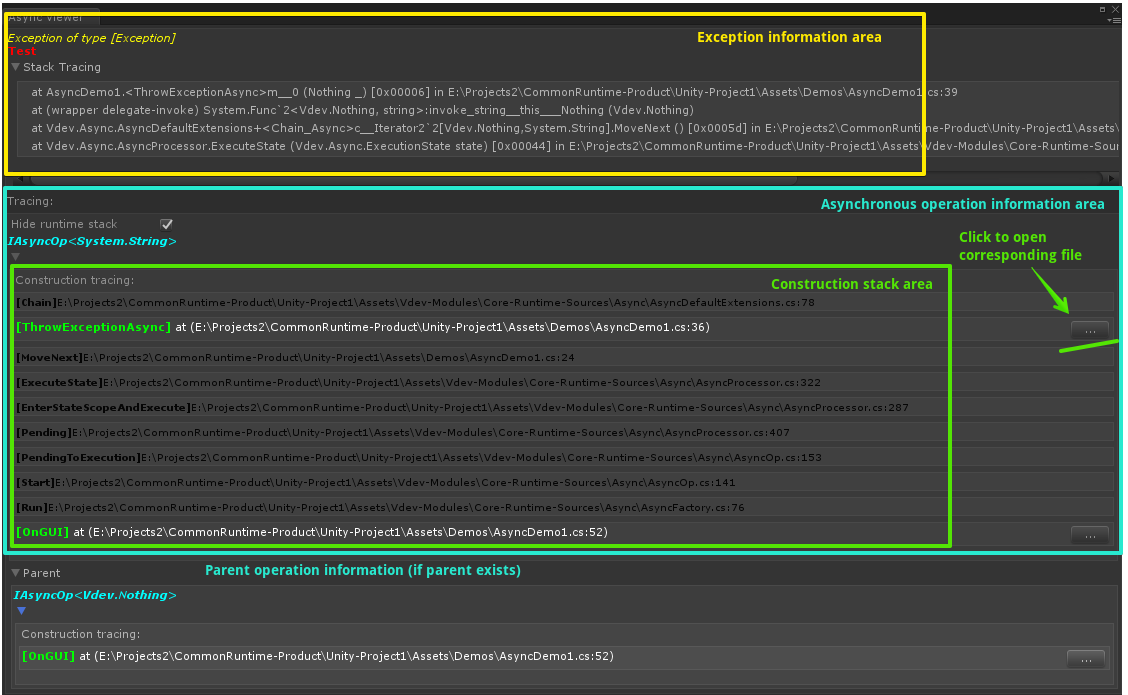 Async Viewer
Exception of type [Exception]
Exception information area
Test
Stack Tracing
at AsyncDemo1.<ThrowExceptionAsync>m__0 (Nothing _) [0x00006] in E:\Projects2\CommonRuntime-Product\Unity-Project1\Assets\Demos\AsyncDemo1.cs:39
at (wrapper delegate-invoke) System.Func`2<Vdev.Nothing, string>:invoke_string__this___Nothing (Vdev.Nothing)
at Vdev.Async.AsyncDefaultExtensions+<Chain_Async>c__Iterator2`2[Vdev.Nothing,System.String].MoveNext () [0x0005d] in E:\Projects2\CommonRuntime-Product\Unity-Project1\Assets\
at Vdev.Async.AsyncProcessor.ExecuteState (Vdev.Async.ExecutionState state) [0x00044] in E:\Projects2\CommonRuntime-Product\Unity-Project1\Assets\Vdev-Modules\Core-Runtime-Sour
Tracing:
Asynchronous operation information area
Hide runtime stack
IAsyncOp<System.String>
Click to open
corresponding file
Construction tracing:
Construction stack area
[Chain]E:\Projects2\CommonRuntime-Product\Unity-Project1\Assets\Vdev-Modules\Core-Runtime-Sources\Async\AsyncDefaultExtensions.cs:78
[ThrowExceptionAsync] at (E:\Projects2\CommonRuntime-Product\Unity-Project1\Assets\Demos\AsyncDemo1.cs:36)
...
[MoveNext]E:\Projects2\CommonRuntime-Product\Unity-Project1\Assets\Demos\AsyncDemo1.cs:24
[ExecuteState]E:\Projects2\CommonRuntime-Product\Unity-Project1\Assets\Vdev-Modules\Core-Runtime-Sources\Async\AsyncProcessor.cs:322
[EnterStateScopeAndExecute]E:\Projects2\CommonRuntime-Product\Unity-Project1\Assets\Vdev-Modules\Core-Runtime-Sources\Async\AsyncProcessor.cs:287
[Pending]E:\Projects2\CommonRuntime-Product\Unity-Project1\Assets\Vdev-Modules\Core-Runtime-Sources\Async\AsyncProcessor.cs:407
[PendingToExecution]E:\Projects2\CommonRuntime-Product\Unity-Project1\Assets\Vdev-Modules\Core-Runtime-Sources\Async\AsyncOp.cs:153
[Start]E:\Projects2\CommonRuntime-Product\Unity-Project1\Assets\Vdev-Modules\Core-Runtime-Sources\Async\AsyncOp.cs:141
[Run]E:\Projects2\CommonRuntime-Product\Unity-Project1\Assets\Vdev-Modules\Core-Runtime-Sources\Async\AsyncFactory.cs:76
[OnGUI] at (E:\Projects2\CommonRuntime-Product\Unity-Project1\Assets\Demos\AsyncDemo1.cs:52)
...
Parent
Parent operation information (if parent exists)
IAsyncOp<Vdev.Nothing>
Construction tracing:
[OnGUI] at (E:\Projects2\CommonRuntime-Product\Unity-Project1\Assets\Demos\AsyncDemo1.cs:52)
...